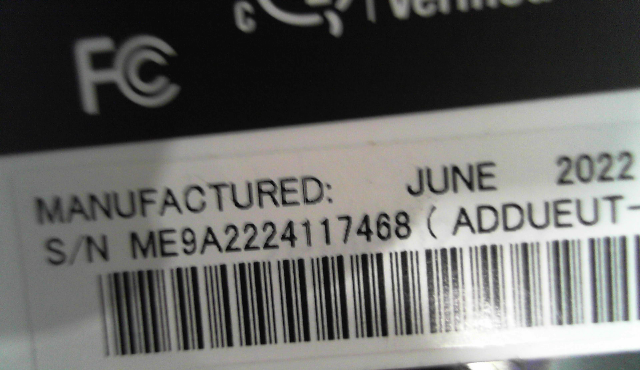 FC
MANUFACTURED: JUNE 2022
S/N ME9A2224117468 ( ADDUEUT-